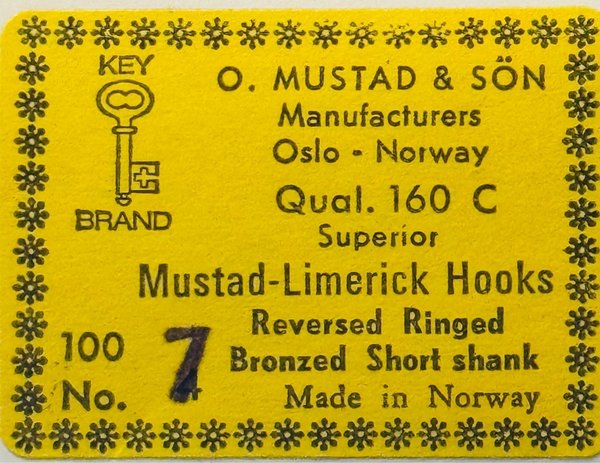 KEY
BRAND
O. MUSTAD & SÖN
Manufacturers
Oslo - Norway
Qual. 160 C
Superior
Mustad-Limerick Hooks
Reversed Ringed
Bronzed Short shank
100
No. 7
Made in Norway